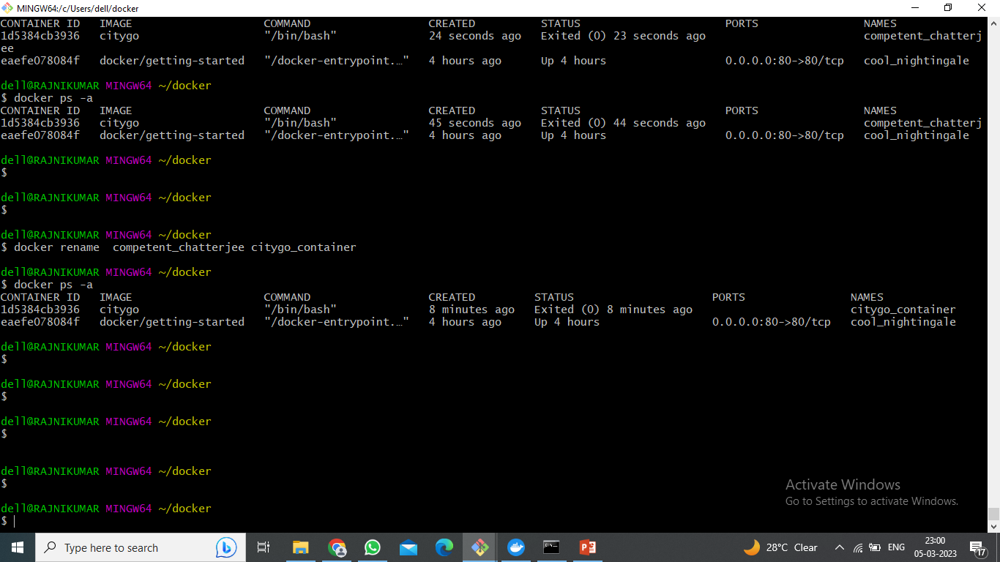 MINGW64:/c/Users/dell/docker
CONTAINER ID   IMAGE                    COMMAND                  CREATED          STATUS                      PORTS                NAMES
1d5384cb3936   citygo                   "/bin/bash"              24 seconds ago   Exited (0) 23 seconds ago                        competent_chatterj
ee
eaefe078084f   docker/getting-started   "/docker-entrypoint.…"   4 hours ago      Up 4 hours                  0.0.0.0:80->80/tcp   cool_nightingale
dell@RAJNIKUMAR MINGW64 ~/docker
$ docker ps -a
CONTAINER ID   IMAGE                    COMMAND                  CREATED          STATUS                      PORTS                NAMES
1d5384cb3936   citygo                   "/bin/bash"              45 seconds ago   Exited (0) 44 seconds ago                        competent_chatterj
eaefe078084f   docker/getting-started   "/docker-entrypoint.…"   4 hours ago      Up 4 hours                  0.0.0.0:80->80/tcp   cool_nightingale
dell@RAJNIKUMAR MINGW64 ~/docker
$
dell@RAJNIKUMAR MINGW64 ~/docker
$
dell@RAJNIKUMAR MINGW64 ~/docker
$ docker rename  competent_chatterjee citygo_container
dell@RAJNIKUMAR MINGW64 ~/docker
$ docker ps -a
CONTAINER ID   IMAGE                    COMMAND                  CREATED         STATUS                     PORTS                NAMES
1d5384cb3936   citygo                   "/bin/bash"              8 minutes ago   Exited (0) 8 minutes ago                        citygo_container
eaefe078084f   docker/getting-started   "/docker-entrypoint.…"   4 hours ago     Up 4 hours                 0.0.0.0:80->80/tcp   cool_nightingale
dell@RAJNIKUMAR MINGW64 ~/docker
$
dell@RAJNIKUMAR MINGW64 ~/docker
$
dell@RAJNIKUMAR MINGW64 ~/docker
$
dell@RAJNIKUMAR MINGW64 ~/docker
$
dell@RAJNIKUMAR MINGW64 ~/docker
$
Activate Windows
Go to Settings to activate Windows.
Type here to search
28°C Clear
ENG
23:00
05-03-2023
17